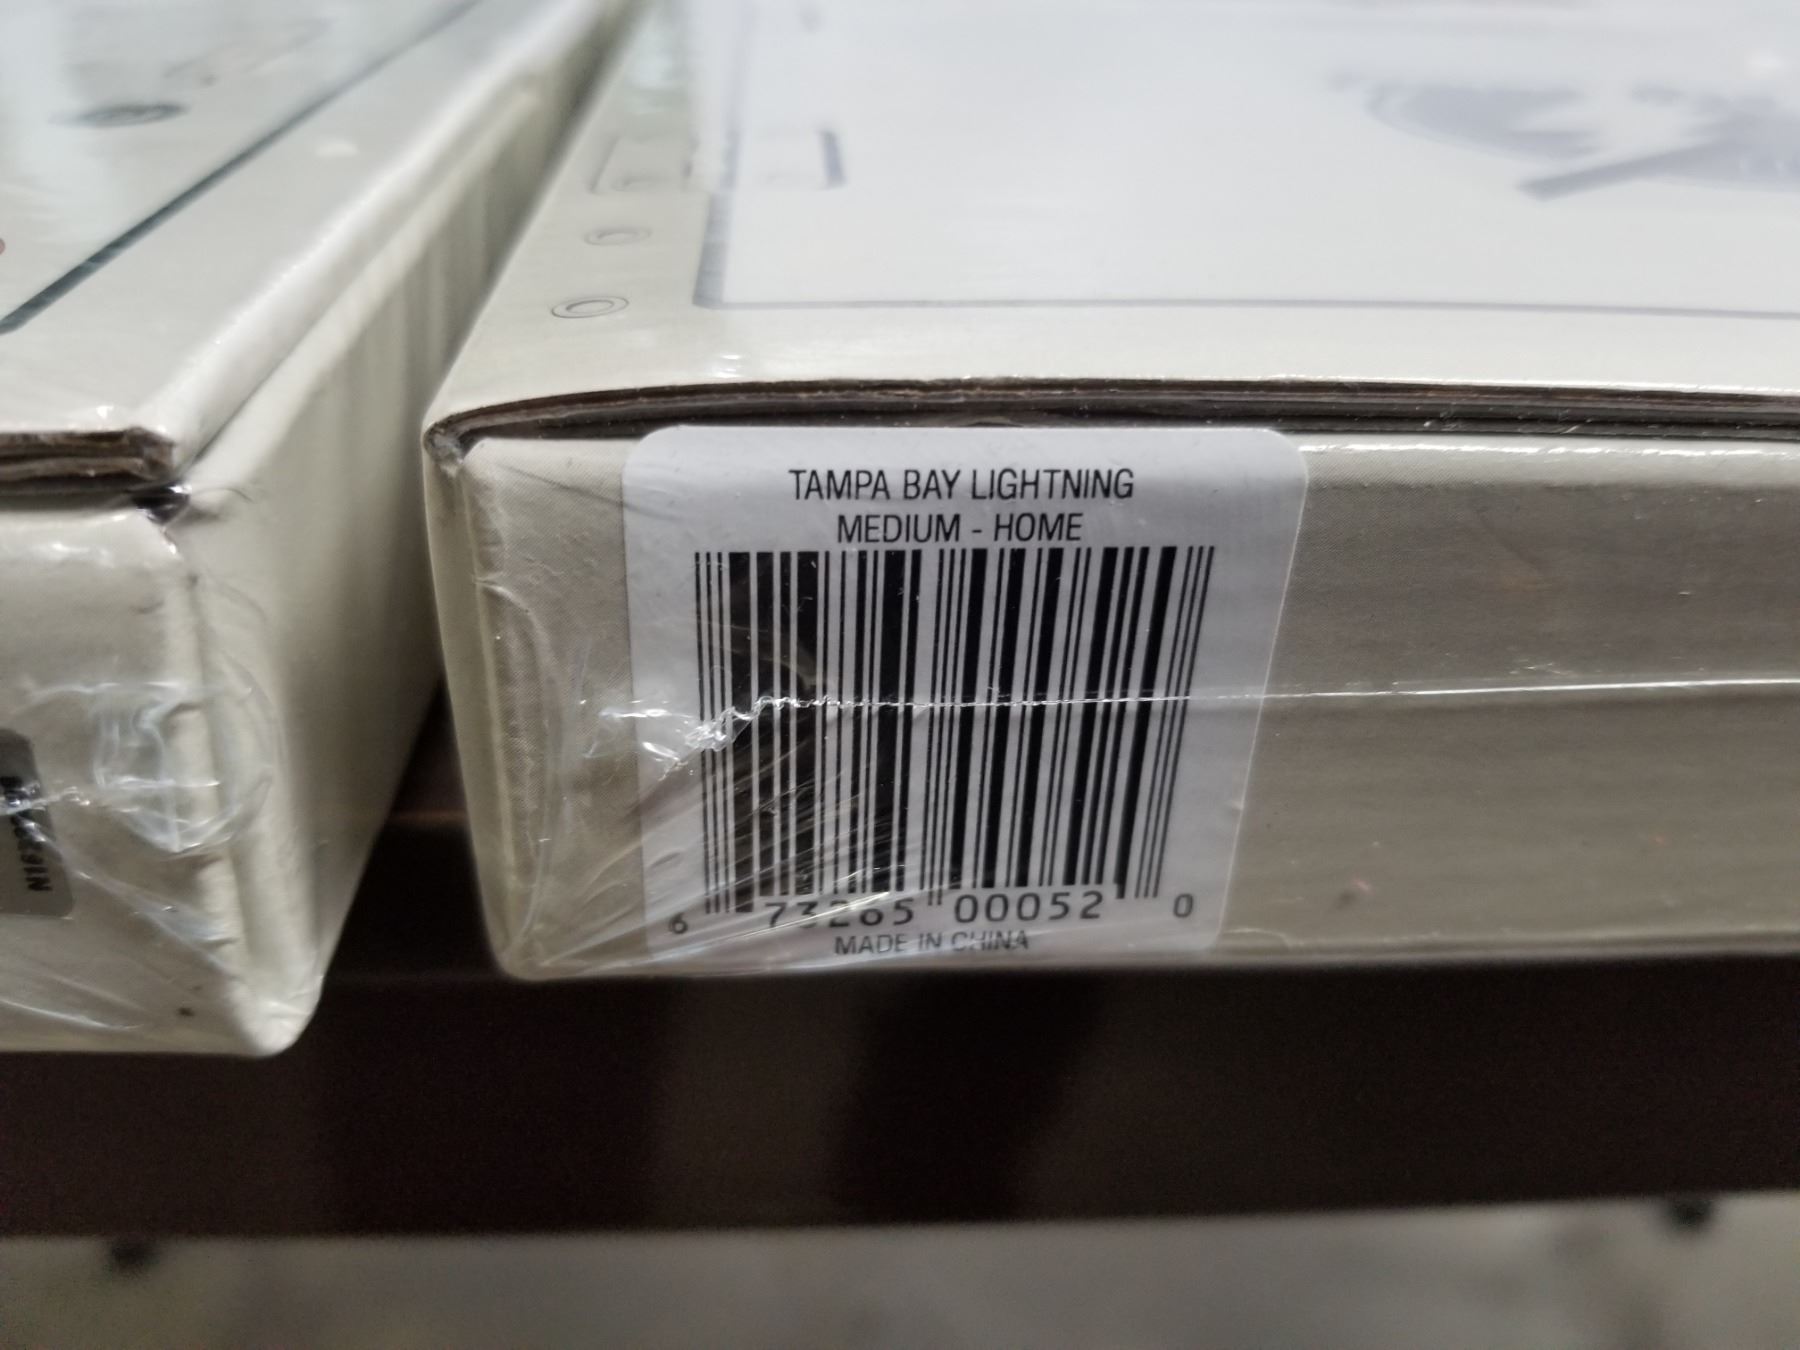 TAMPA BAY LIGHTNING
MEDIUM - HOME
6 73265 00052 0
MADE IN CHINA